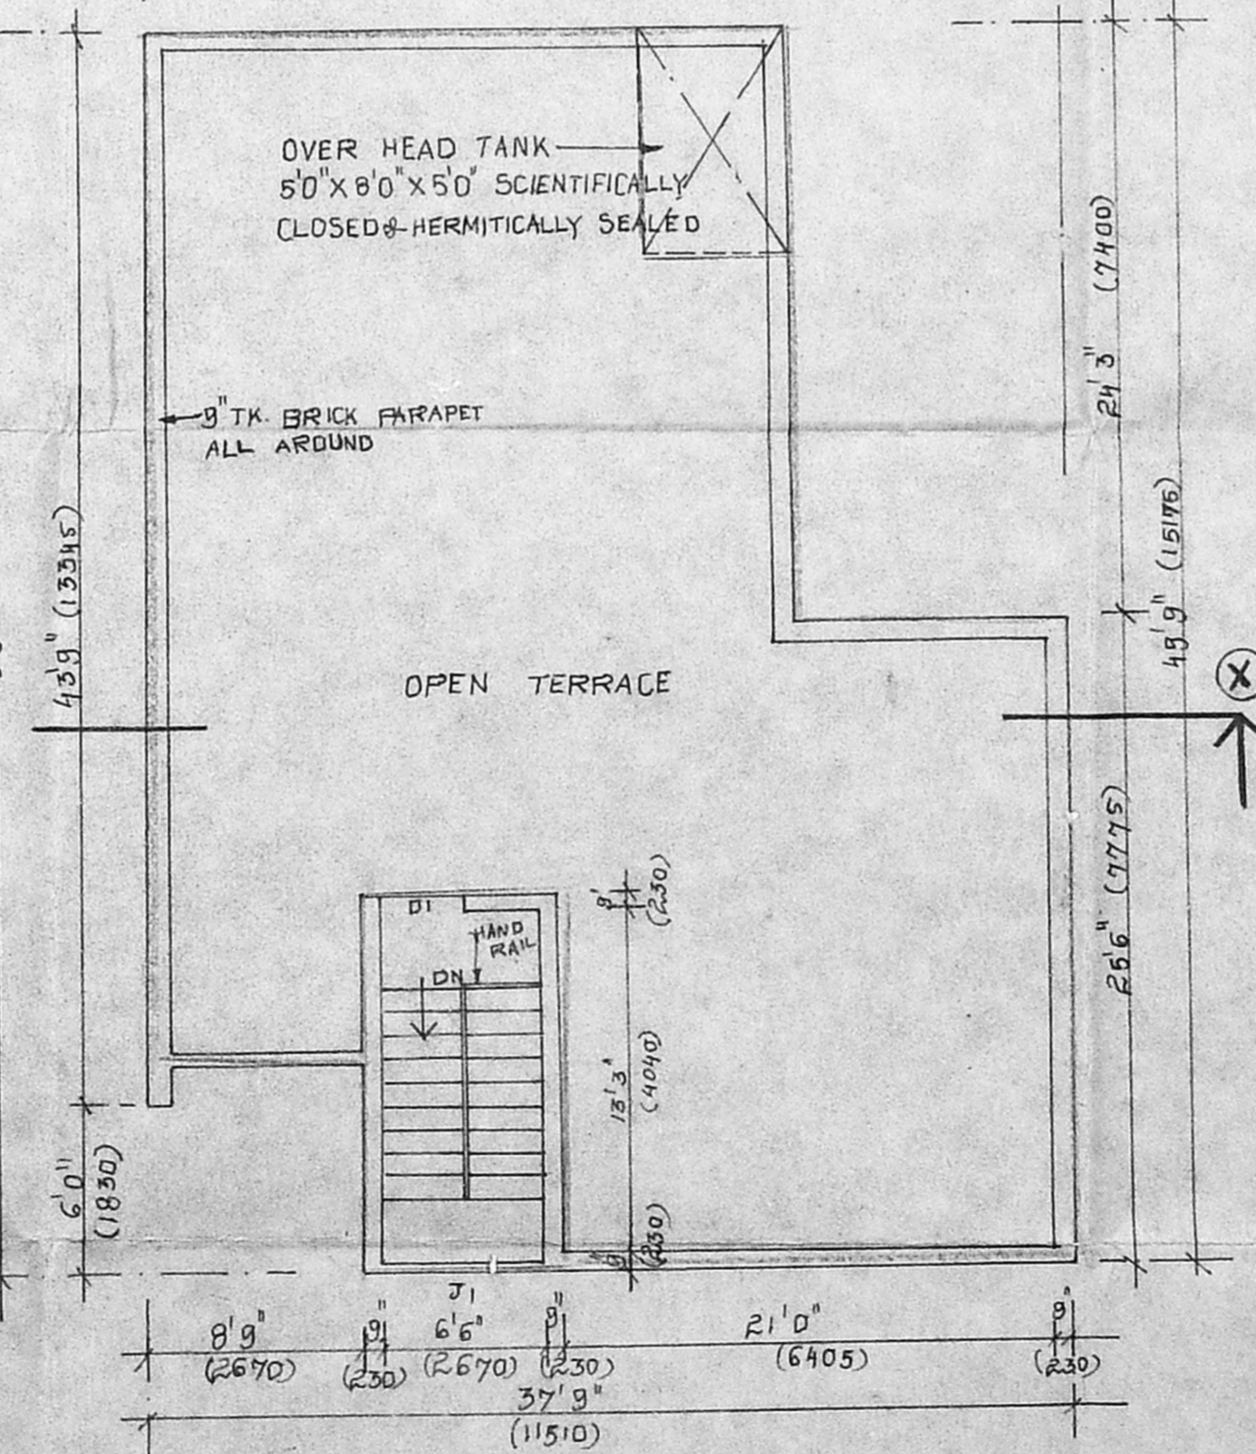 OVER HEAD TANK
5'0" X 8'0" X 5'0" SCIENTIFICALLY
CLOSED & HERMITICALLY SEALED
24'3" (7400)
9" TK. BRICK PARAPET
ALL AROUND
43'9" (13345)
49'9" (15175)
OPEN TERRACE
X
25'6" (7775)
D1
HAND
RAIL
DN
9"
(230)
13'3"
(4040)
9"
(230)
6'0"
(1830)
J1
8'9" 9" 6'6" 9" 21'0" 9"
(2670) (230) (2670) (230) (6405) (230)
37'9"
(11510)